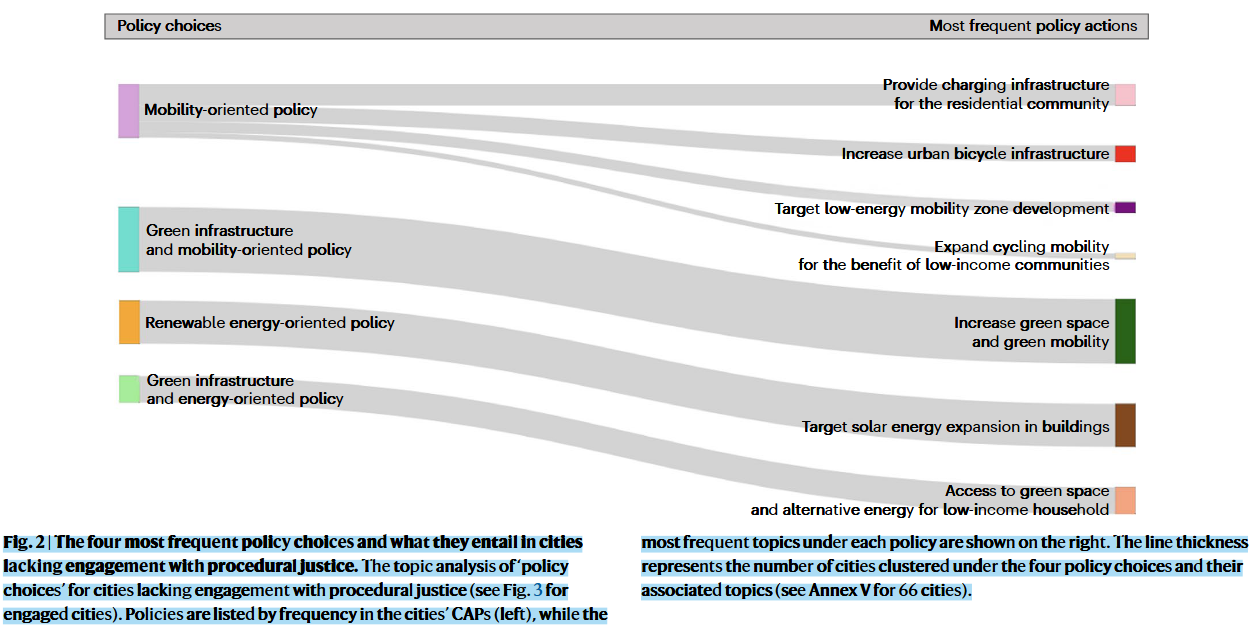 Policy choices
Most frequent policy actions
Mobility-oriented policy
Green infrastructure
and mobility-oriented policy
Renewable energy-oriented policy
Green infrastructure
and energy-oriented policy
Provide charging infrastructure
for the residential community
Increase urban bicycle infrastructure
Target low-energy mobility zone development
Expand cycling mobility
for the benefit of low-income communities
Increase green space
and green mobility
Target solar energy expansion in buildings
Access to green space
and alternative energy for low-income household
Fig. 2 | The four most frequent policy choices and what they entail in cities
lacking engagement with procedural justice. The topic analysis of ‘policy
choices’ for cities lacking engagement with procedural justice (see Fig. 3 for
engaged cities). Policies are listed by frequency in the cities’ CAPs (left), while the
most frequent topics under each policy are shown on the right. The line thickness
represents the number of cities clustered under the four policy choices and their
associated topics (see Annex V for 66 cities).